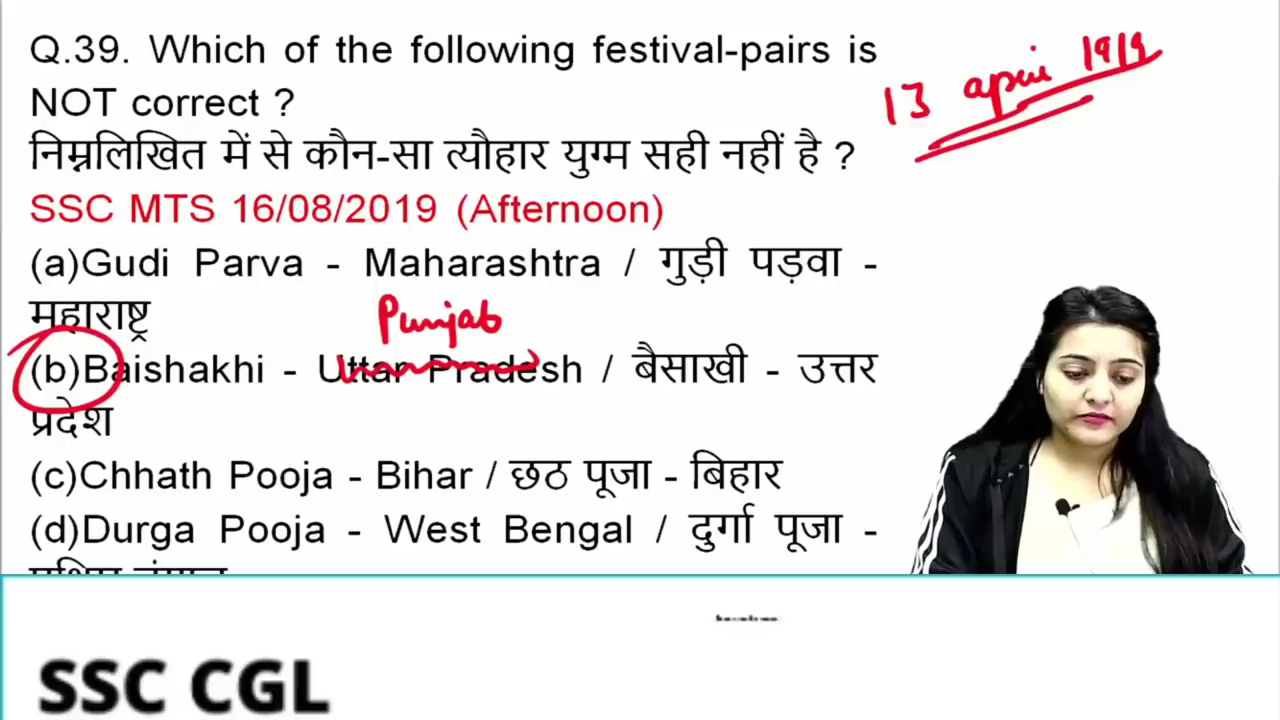 Q.39. Which of the following festival-pairs is
NOT correct ?
13 april 1919
निम्नलिखित में से कौन-सा त्यौहार युग्म सही नहीं है ?
SSC MTS 16/08/2019 (Afternoon)
(a)Gudi Parva - Maharashtra / गुड़ी पड़वा -
महाराष्ट्र
Punjab
(b)Baishakhi - Uttar Pradesh / बैसाखी - उत्तर
प्रदेश
(c)Chhath Pooja - Bihar / छठ पूजा - बिहार
(d)Durga Pooja - West Bengal / दुर्गा पूजा -
SSC CGL